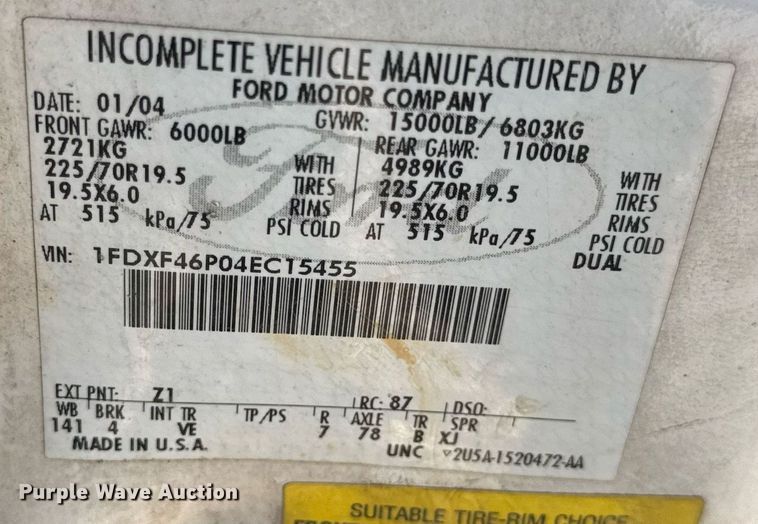 INCOMPLETE VEHICLE MANUFACTURED BY
FORD MOTOR COMPANY
DATE: 01/04 GVWR: 15000LB/ 6803KG
FRONT GAWR: 6000LB REAR GAWR: 11000LB
2721KG WITH 4989KG WITH
225/70R19.5 TIRES 225/70R19.5 TIRES
19.5X6.0 RIMS 19.5X6.0 RIMS
AT 515 kPa/75 PSI COLD AT 515 kPa/75 PSI COLD
DUAL
VIN: 1FDXF46P04EC15455
Ford
EXT PNT: Z1 RC: 87 DSO:
WB BRK INT TR TP/PS R AXLE TR SPR
141 4 VE 7 78 B XJ
MADE IN U.S.A. UNC 2U5A-1520472-AA
Purple Wave Auction
SUITABLE TIRE-RIM CHOICE